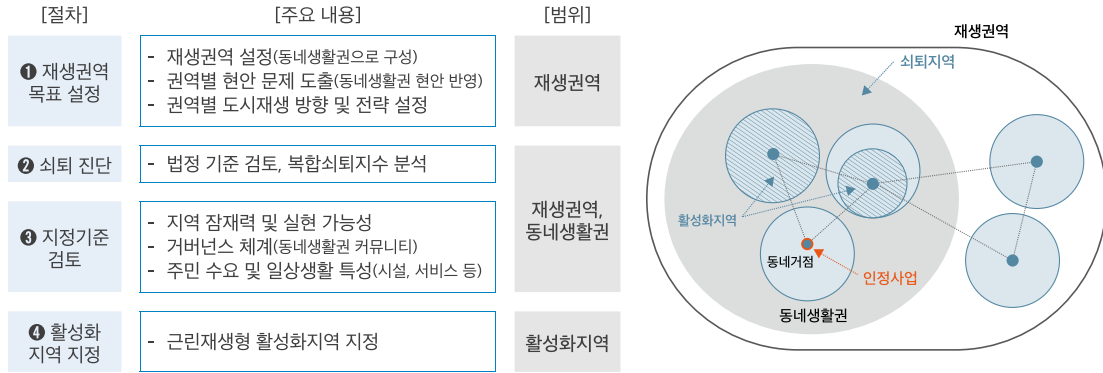 [절차] [주요 내용] [범위]
❶ 재생권역
목표 설정
- 재생권역 설정(동네생활권으로 구성)
- 권역별 현안 문제 도출(동네생활권 현안 반영)
- 권역별 도시재생 방향 및 전략 설정
재생권역
❷ 쇠퇴 진단
- 법정 기준 검토, 복합쇠퇴지수 분석
❸ 지정기준
검토
- 지역 잠재력 및 실현 가능성
- 거버넌스 체계(동네생활권 커뮤니티)
- 주민 수요 및 일상생활 특성(시설, 서비스 등)
재생권역,
동네생활권
❹ 활성화
지역 지정
- 근린재생형 활성화지역 지정
활성화지역
재생권역
쇠퇴지역
활성화지역
동네거점
인정사업
동네생활권